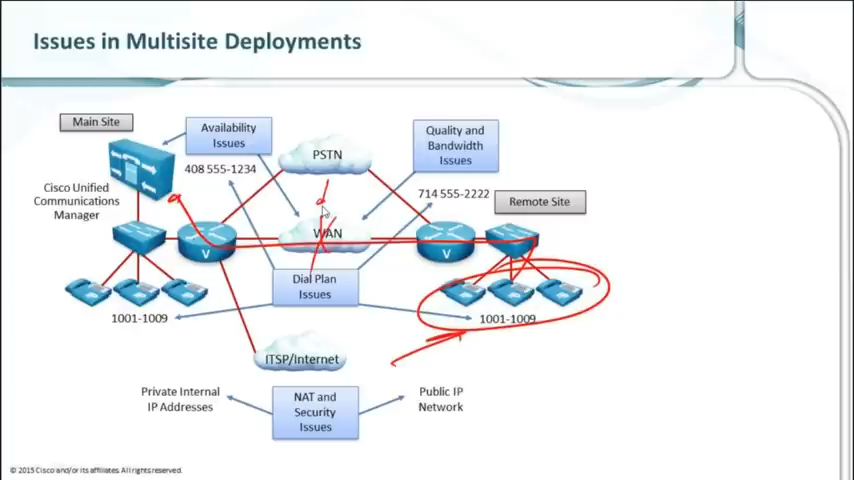 Issues in Multisite Deployments
Main Site
Availability
Issues
PSTN
Quality and
Bandwidth
Issues
408 555-1234
Cisco Unified
Communications
Manager
714 555-2222
Remote Site
WAN
V
V
Dial Plan
Issues
1001-1009
1001-1009
ITSP/Internet
Private Internal
IP Addresses
NAT and
Security
Issues
Public IP
Network
© 2015 Cisco and/or its affiliates. All rights reserved.